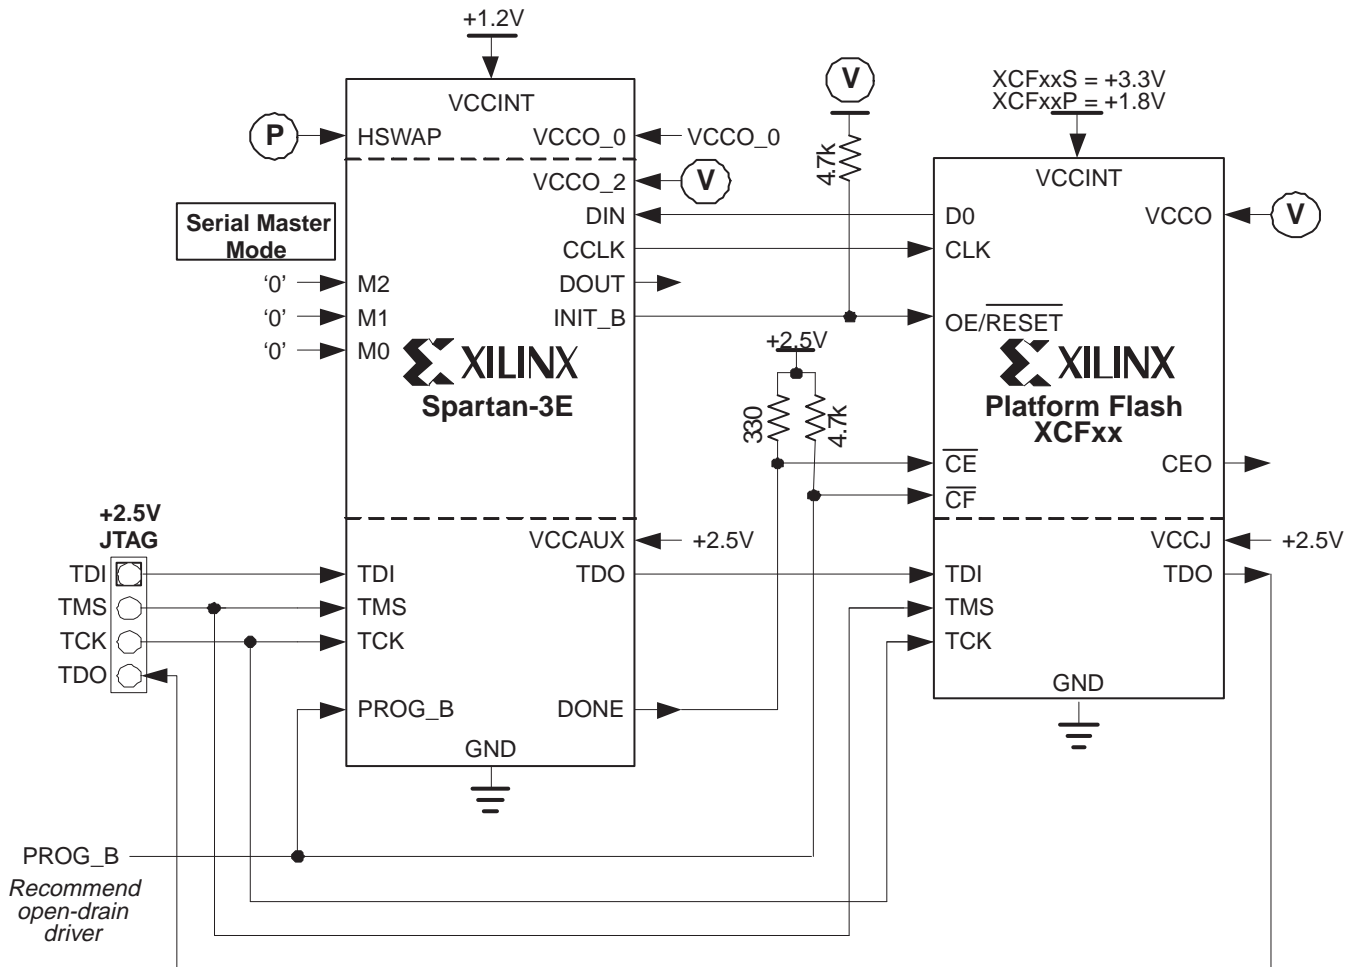 +1.2V
VCCINT
P
HSWAP
VCCO_0
VCCO_0
VCCO_2
V
DIN
CCLK
DOUT
INIT_B
Serial Master
Mode
‘0’
M2
‘0’
M1
‘0’
M0
XILINX
Spartan-3E
V
4.7k
+2.5V
330
4.7k
XCFxxS = +3.3V
XCFxxP = +1.8V
VCCINT
D0
VCCO
V
CLK
OE/RESET
XILINX
Platform Flash
XCFxx
CE
CEO
CF
+2.5V
JTAG
TDI
TMS
TCK
TDO
TDI
TMS
TCK
PROG_B
VCCAUX
+2.5V
TDO
DONE
GND
VCCJ
+2.5V
TDI
TDO
TMS
TCK
GND
PROG_B
Recommend
open-drain
driver